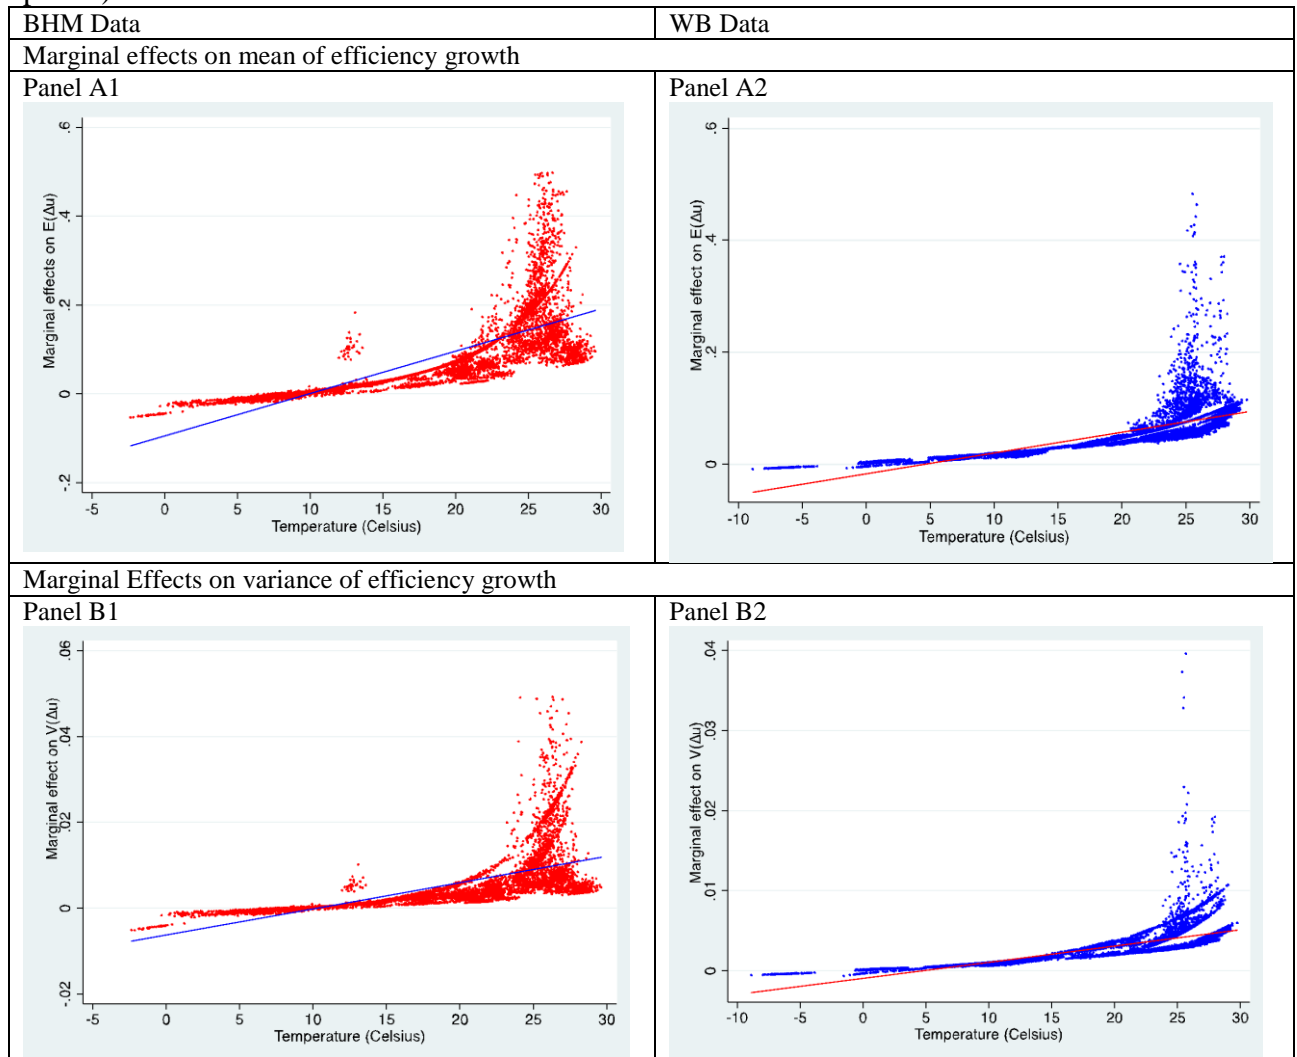 BHM Data
WB Data
Marginal effects on mean of efficiency growth
Panel A1
Panel A2
.6
.4
.2
0
-.2
Marginal effects on E(Δu)
-5 0 5 10 15 20 25 30
Temperature (Celsius)
.6
.4
.2
0
Marginal effect on E(Δu)
-10 -5 0 5 10 15 20 25 30
Temperature (Celsius)
Marginal Effects on variance of efficiency growth
Panel B1
Panel B2
.06
.04
.02
0
-.02
Marginal effect on V(Δu)
-5 0 5 10 15 20 25 30
Temperature (Celsius)
.04
.03
.02
.01
0
Marginal effect on V(Δu)
-10 -5 0 5 10 15 20 25 30
Temperature (Celsius)